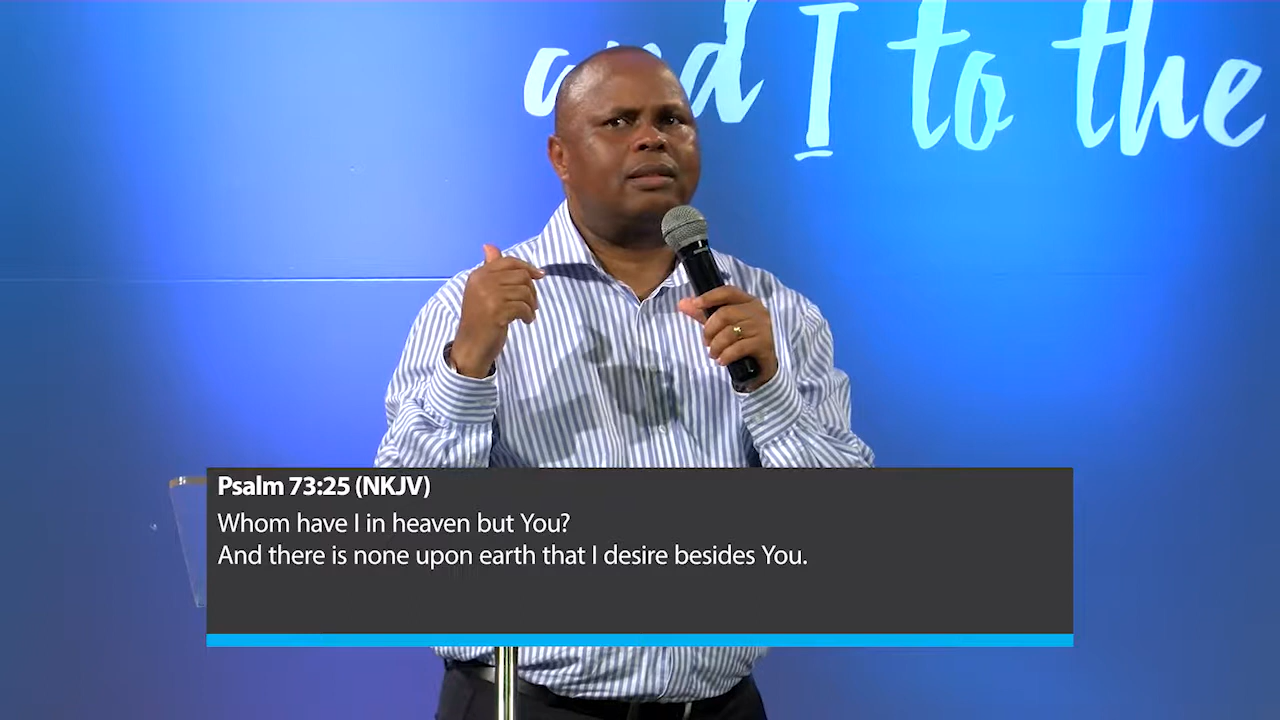 and I to the
Psalm 73:25 (NKJV)
Whom have I in heaven but You?
And there is none upon earth that I desire besides You.